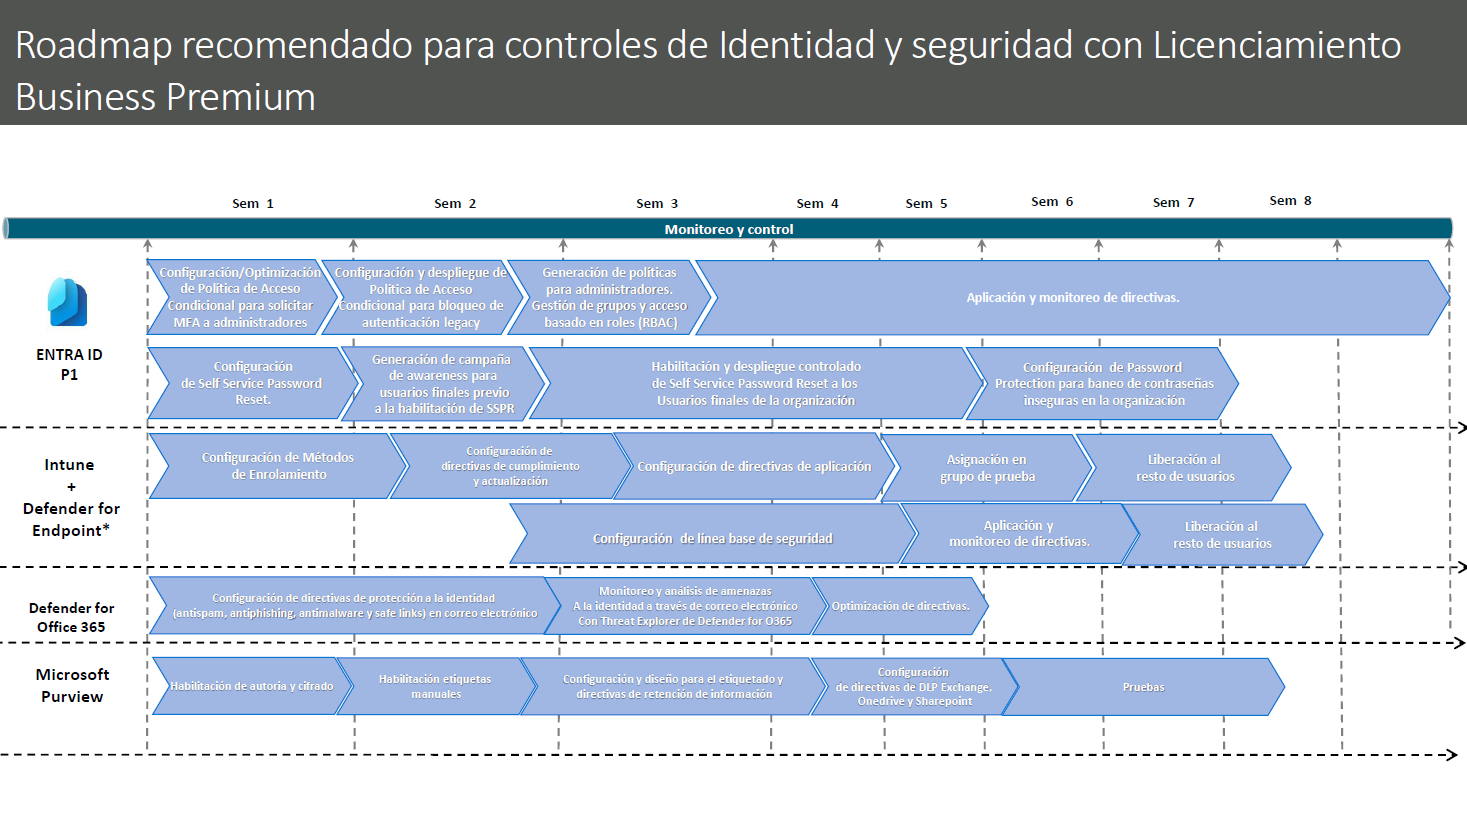 Roadmap recomendado para controles de Identidad y seguridad con Licenciamiento
Business Premium
Sem 1
Sem 2
Sem 3
Sem 4
Sem 5
Sem 6
Sem 7
Sem 8
Monitoreo y control
ENTRA ID
P1
Configuración/Optimización
de Política de Acceso
Condicional para solicitar
MFA a administradores
Configuración y despliegue de
Política de Acceso
Condicional para bloqueo de
autenticación legacy
Generación de políticas
para administradores.
Gestión de grupos y acceso
basado en roles (RBAC)
Aplicación y monitoreo de directivas.
Configuración
de Self Service Password
Reset.
Generación de campaña
de awareness para
usuarios finales previo
a la habilitación de SSPR
Habilitación y despliegue controlado
de Self Service Password Reset a los
Usuarios finales de la organización
Configuración de Password
Protection para baneo de contraseñas
inseguras en la organización
Intune
+
Defender for
Endpoint*
Configuración de Métodos
de Enrolamiento
Configuración de
directivas de cumplimiento
y actualización
Configuración de directivas de aplicación
Asignación en
grupo de prueba
Liberación al
resto de usuarios
Configuración de línea base de seguridad
Aplicación y
monitoreo de directivas.
Liberación al
resto de usuarios
Defender for
Office 365
Configuración de directivas de protección a la identidad
(antispam, antiphishing, antimalware y safe links) en correo electrónico
Monitoreo y análisis de amenazas
A la identidad a través de correo electrónico
Con Threat Explorer de Defender for O365
Optimización de directivas.
Microsoft
Purview
Habilitación de autoria y cifrado
Habilitación etiquetas
manuales
Configuración y diseño para el etiquetado y
directivas de retención de información
Configuración
de directivas de DLP Exchange,
Onedrive y Sharepoint
Pruebas